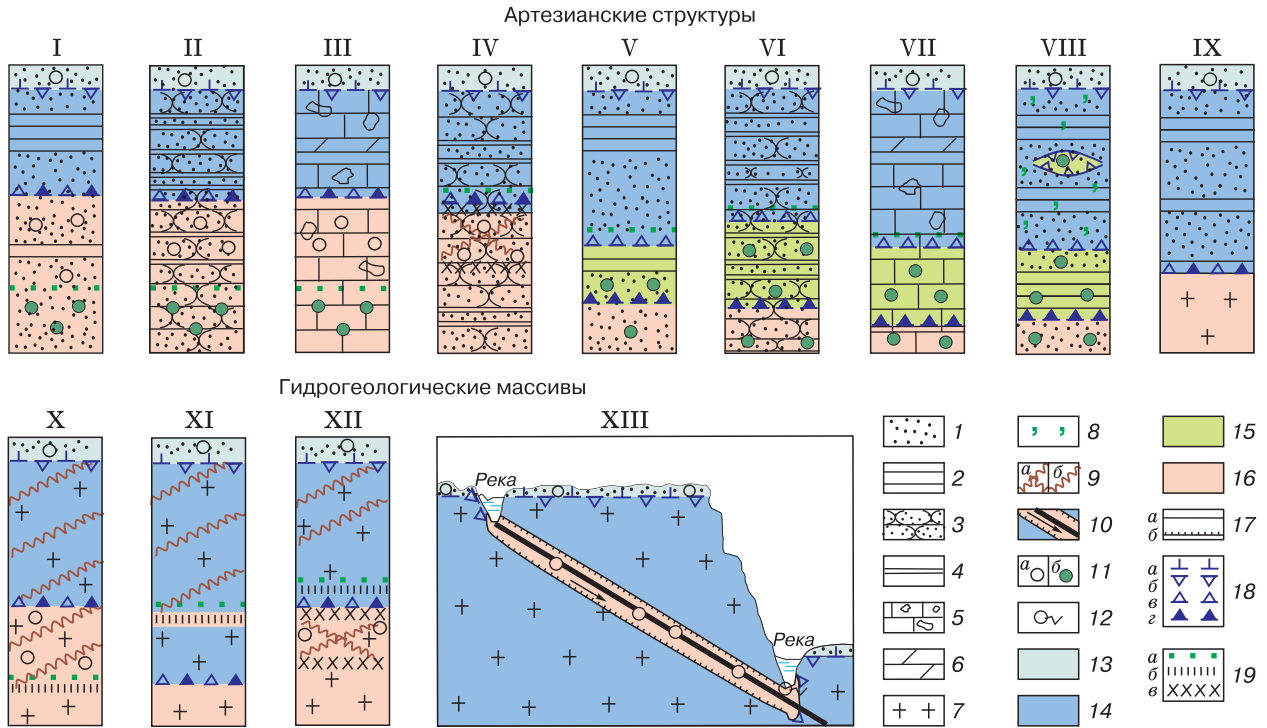 Артезианские структуры
I II III IV V VI VII VIII IX
Гидрогеологические массивы
X XI XII XIII
Река
Река
1
2
3
4
5
6
7
8
а б 9
10
а б 11
12
13
14
15
16
а
б
17
а
б
в
г
18
а
б
в
19